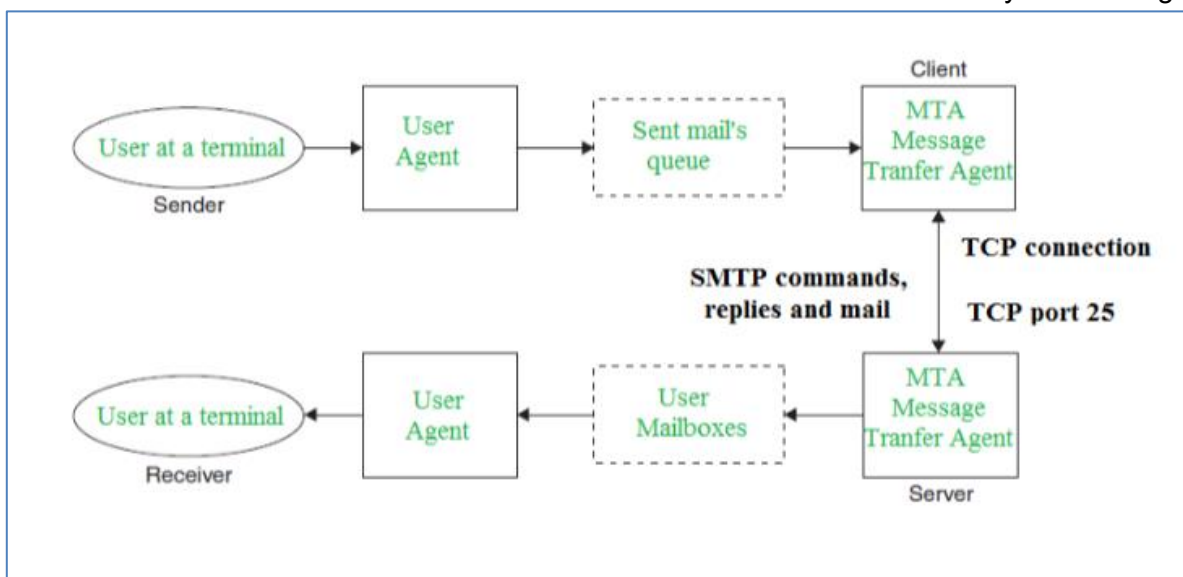 Client
User at a terminal
User
Agent
Sent mail's
queue
MTA
Message
Tranfer Agent
Sender
TCP connection
SMTP commands,
replies and mail
TCP port 25
User at a terminal
User
Agent
User
Mailboxes
MTA
Message
Tranfer Agent
Receiver
Server